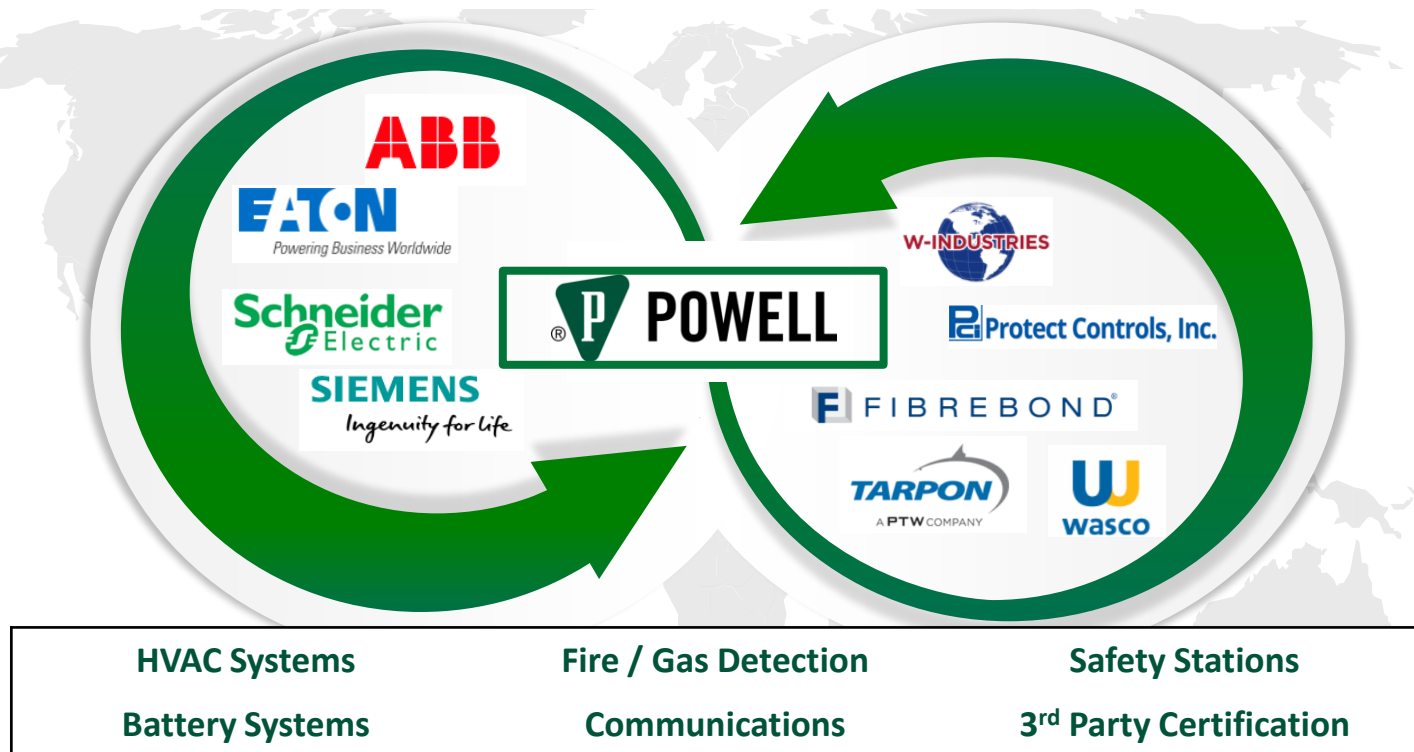 ABB
EATON
Powering Business Worldwide
Schneider
Electric
SIEMENS
Ingenuity for life
® P POWELL
W-INDUSTRIES
PCi Protect Controls, Inc.
F FIBREBOND®
TARPON
A PTW COMPANY
wasco
HVAC Systems
Fire / Gas Detection
Safety Stations
Battery Systems
Communications
3rd Party Certification